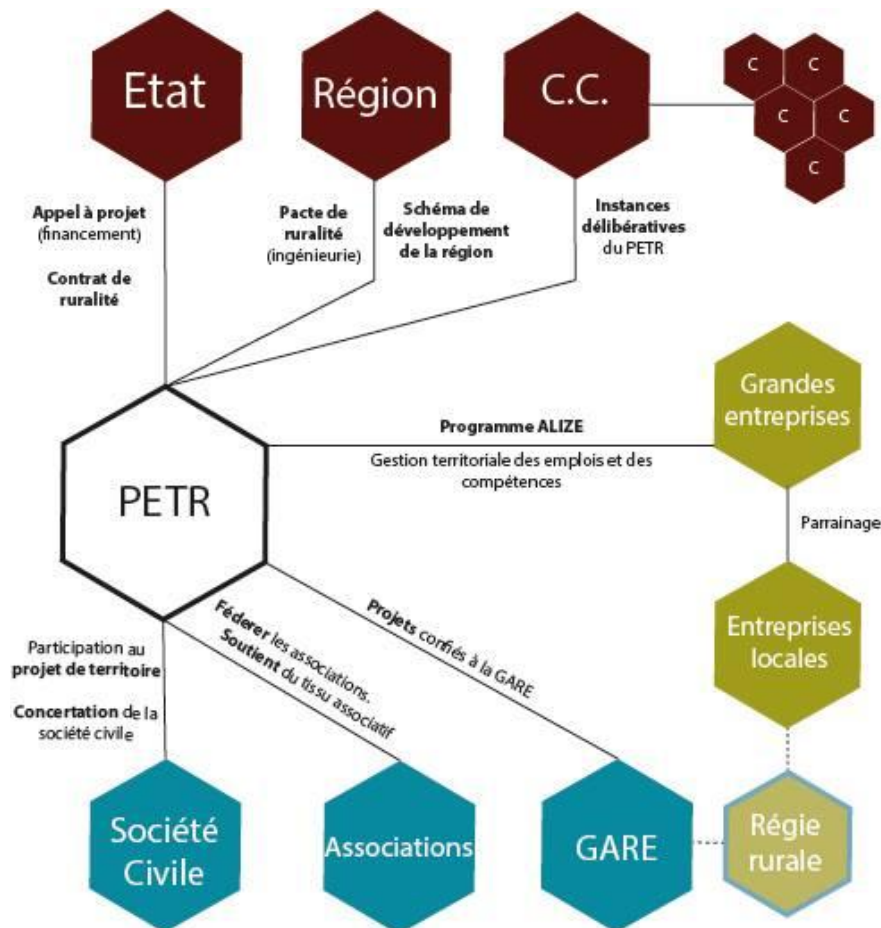 Etat
Région
C.C.
C
C
C
C
C
Appel à projet
(financement)
Contrat de
ruralité
Pacte de
ruralité
(ingénieurie)
Schéma de
développement
de la région
Instances
délibératives
du PETR
Grandes
entreprises
Programme ALIZE
Gestion territoriale des emplois et des
compétences
PETR
Parrainage
Entreprises
locales
Participation au
projet de territoire
Concertation de la
société civile
Féderer les associations.
Soutient du tissu associatif
Projets confiés à la GARE
Société
Civile
Associations
GARE
Régie
rurale